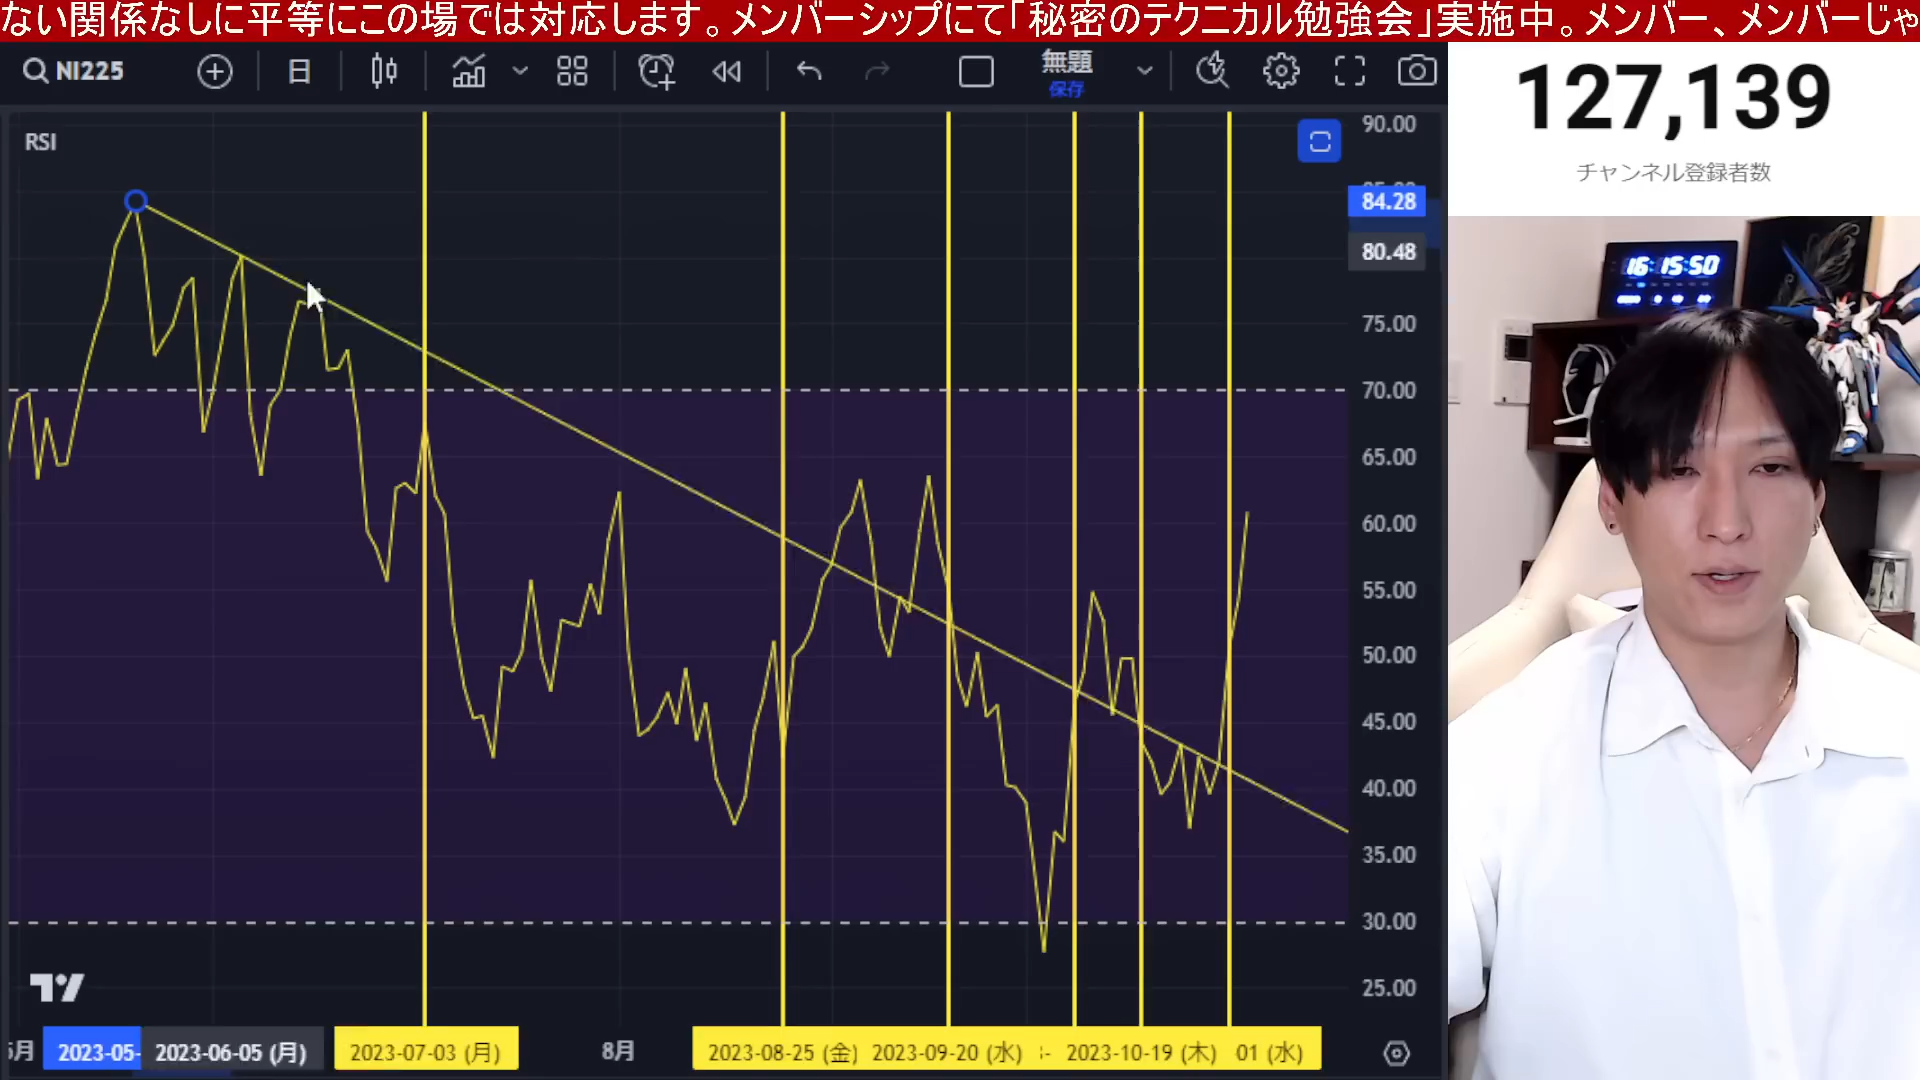 ない関係なしに平等にこの場では対応します。メンバーシップにて「秘密のテクニカル勉強会」実施中。メンバー、メンバーじゃ
NI225
日
無題
保存
127,139
チャンネル登録者数
RSI
90.00
84.28
80.48
75.00
70.00
65.00
60.00
55.00
50.00
45.00
40.00
35.00
30.00
25.00
16:15:50
2023-05-
2023-06-05 (月)
2023-07-03 (月)
8月
2023-08-25 (金)
2023-09-20 (水)
2023-10-19 (木)
01 (水)